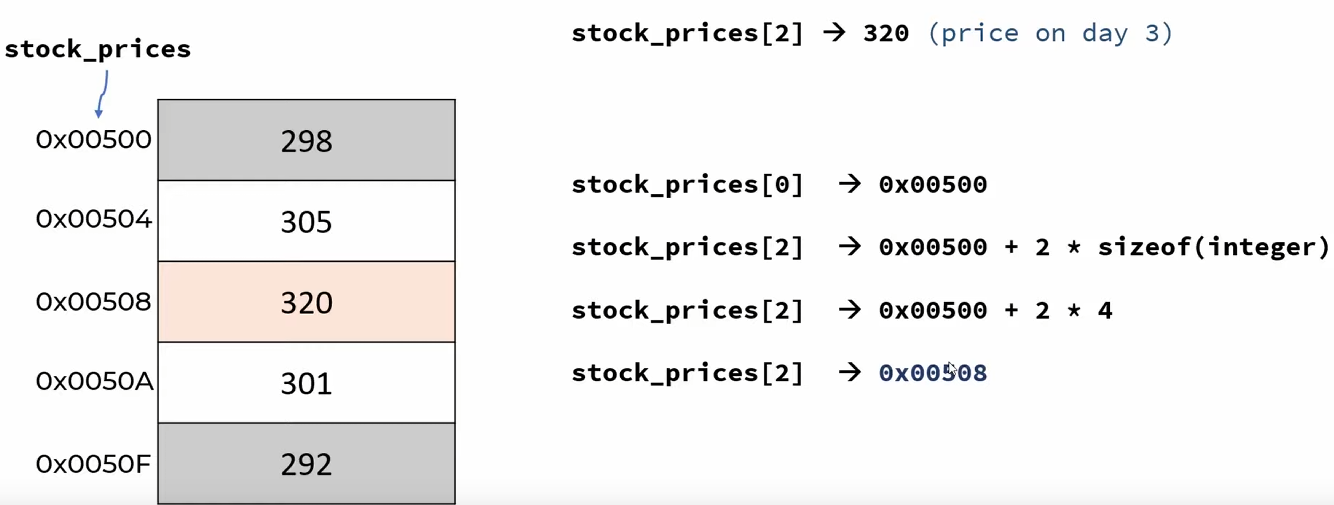 stock_prices
0x00500 298
0x00504 305
0x00508 320
0x0050A 301
0x0050F 292
stock_prices[2] → 320 (price on day 3)
stock_prices[0] → 0x00500
stock_prices[2] → 0x00500 + 2 * sizeof(integer)
stock_prices[2] → 0x00500 + 2 * 4
stock_prices[2] → 0x00508